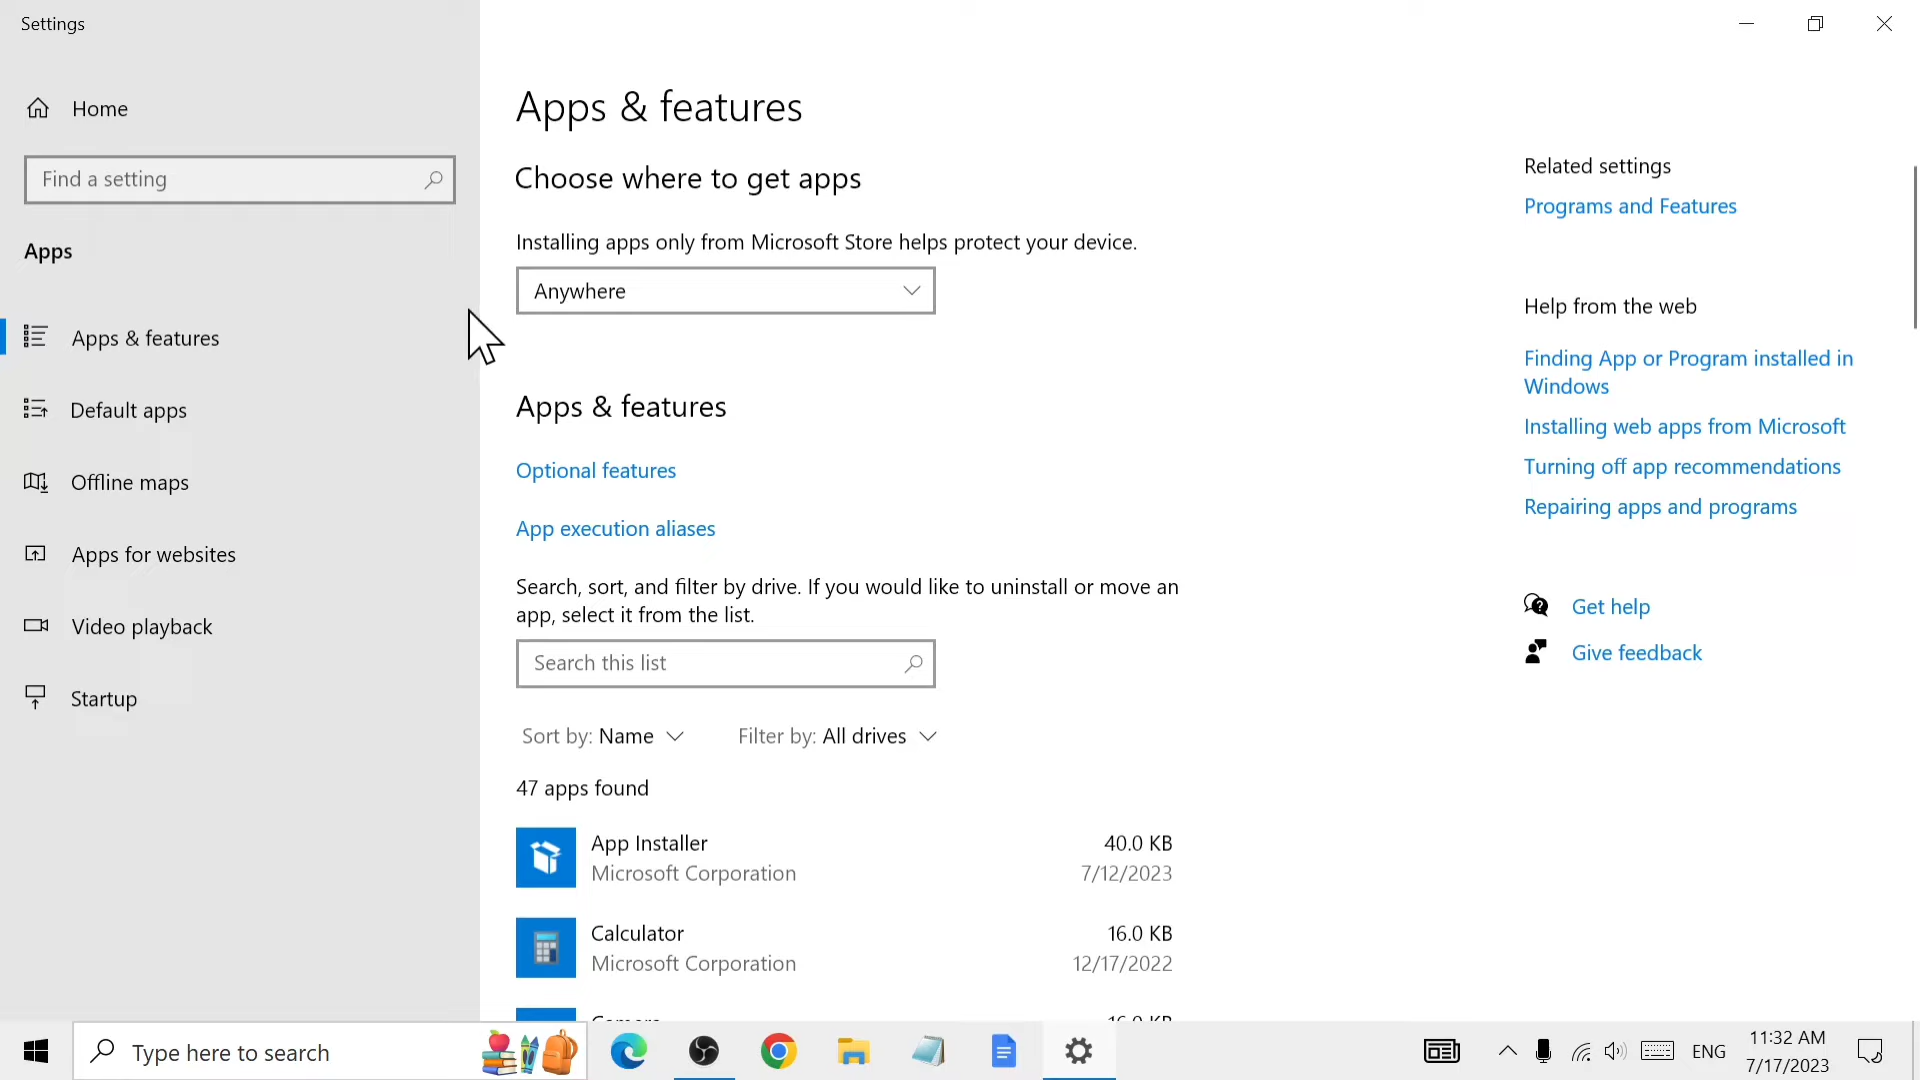 Settings
Home
Find a setting
Apps
Apps & features
Default apps
Offline maps
Apps for websites
Video playback
Startup
Apps & features
Choose where to get apps
Installing apps only from Microsoft Store helps protect your device.
Anywhere
Apps & features
Optional features
App execution aliases
Search, sort, and filter by drive. If you would like to uninstall or move an
app, select it from the list.
Search this list
Sort by: Name Filter by: All drives
47 apps found
App Installer 40.0 KB
Microsoft Corporation 7/12/2023
Calculator 16.0 KB
Microsoft Corporation 12/17/2022
Related settings
Programs and Features
Help from the web
Finding App or Program installed in
Windows
Installing web apps from Microsoft
Turning off app recommendations
Repairing apps and programs
Get help
Give feedback
Type here to search
ENG
11:32 AM
7/17/2023